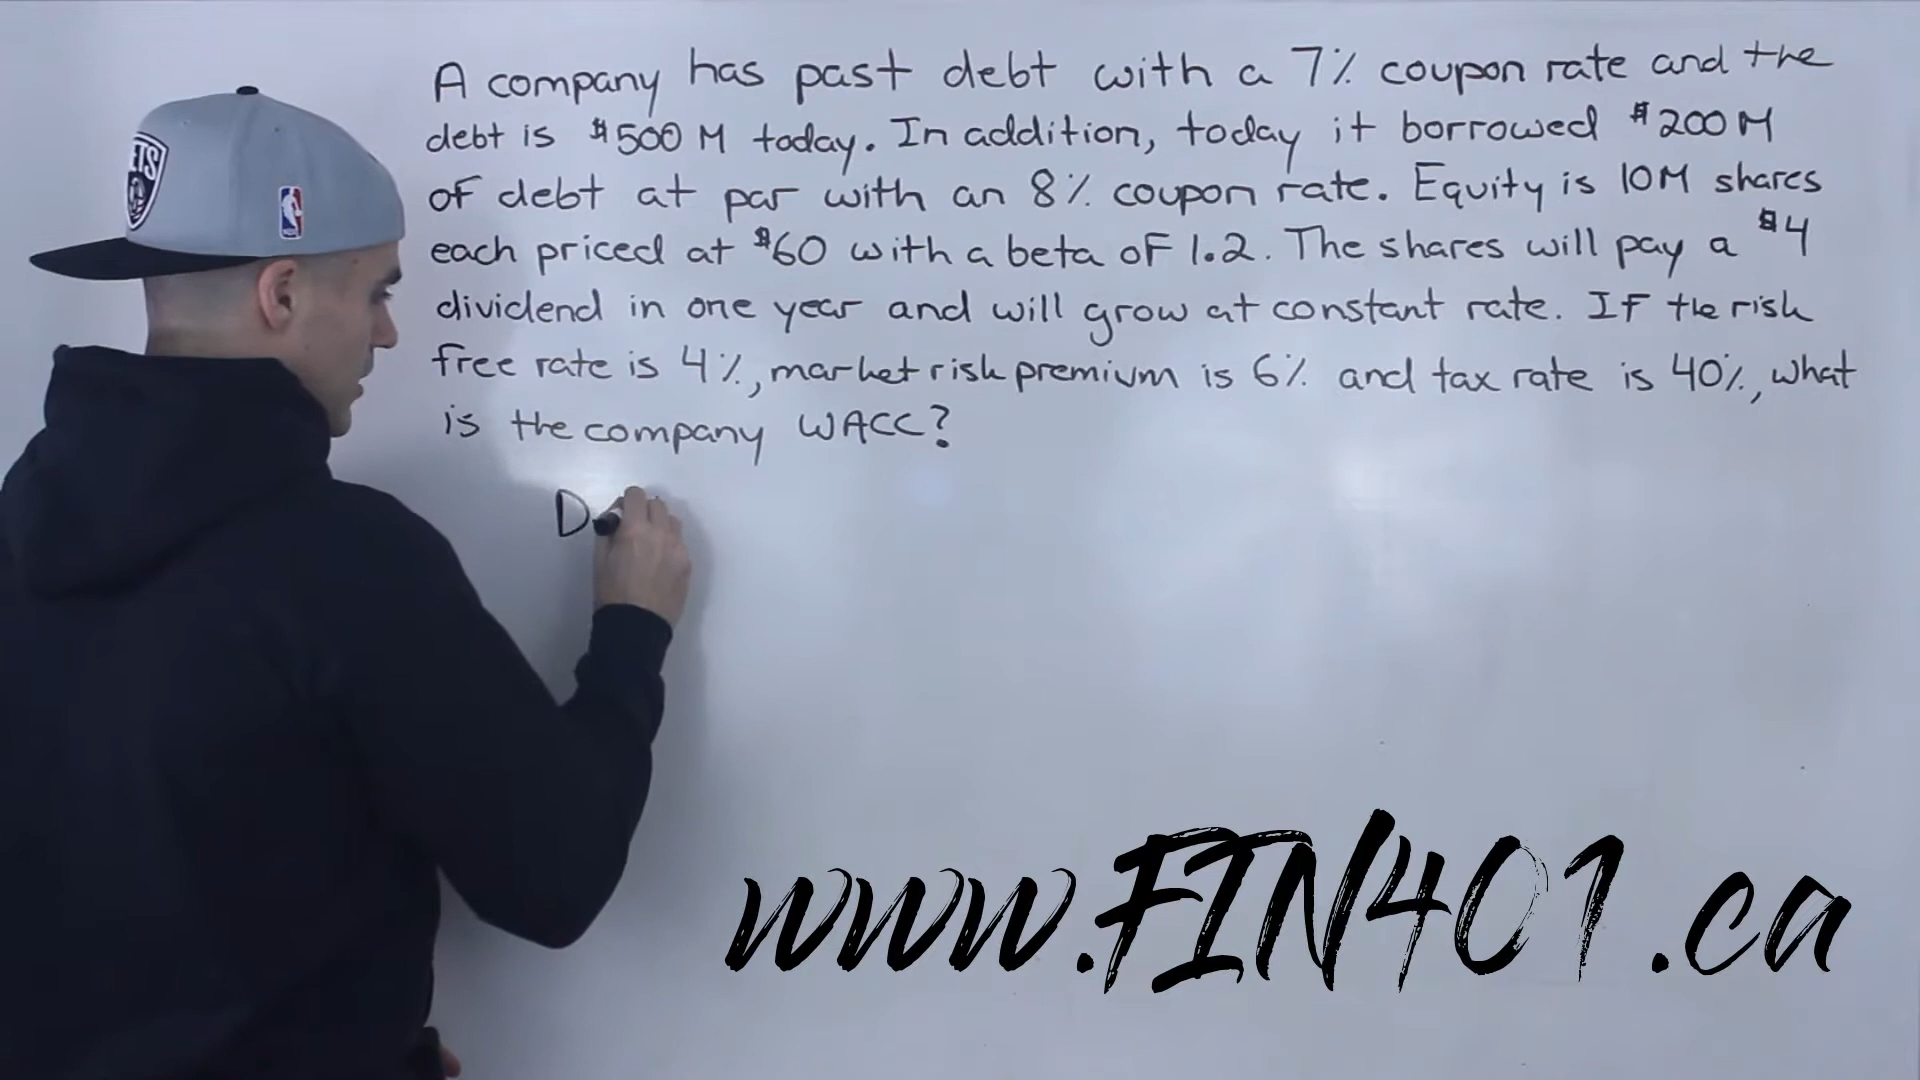 A company has past debt with a 7% coupon rate and the
debt is $500 M today. In addition, today it borrowed $200M
of debt at par with an 8% coupon rate. Equity is 10M shares
each priced at $60 with a beta of 1.2. The shares will pay a $4
dividend in one year and will grow at constant rate. If the risk
free rate is 4%, market risk premium is 6% and tax rate is 40%, what
is the company WACC?
D
www.FIN401.ca